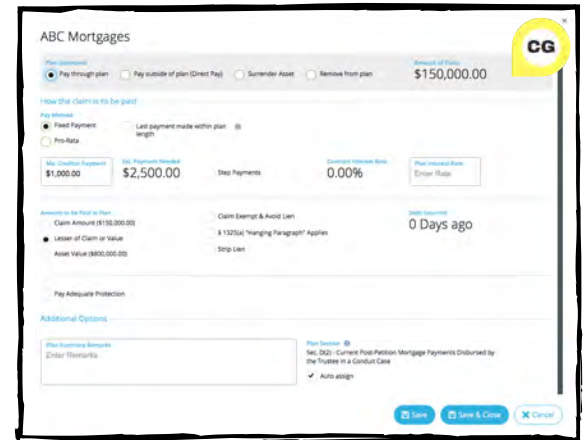 ABC Mortgages
CG
Plan treatment
Amount of Claim
Pay through plan
Pay outside of plan (Direct Pay)
Surrender Asset
Remove from plan
$150,000.00
How the claim is to be paid
Pay Method
Fixed Payment
Last payment made within plan length
Pro-Rata
Mo. Creditor Payment
Est. Payment Needed
Contract Interest Rate
Plan Interest Rate
$1,000.00
$2,500.00
Step Payments
0.00%
Enter Rate
Amount to be Paid in Plan
Claim Amount ($150,000.00)
Claim Exempt & Avoid Lien
Debt Incurred
0 Days ago
Lesser of Claim or Value
§ 1325(a) "Hanging Paragraph" Applies
Asset Value ($800,000.00)
Strip Lien
Pay Adequate Protection
Additional Options
Plan Summary Remarks
Enter Remarks
Plan Section
Sec. D(2) - Current Post-Petition Mortgage Payments Disbursed by
the Trustee in a Conduit Case
Auto assign
Save
Save & Close
Cancel